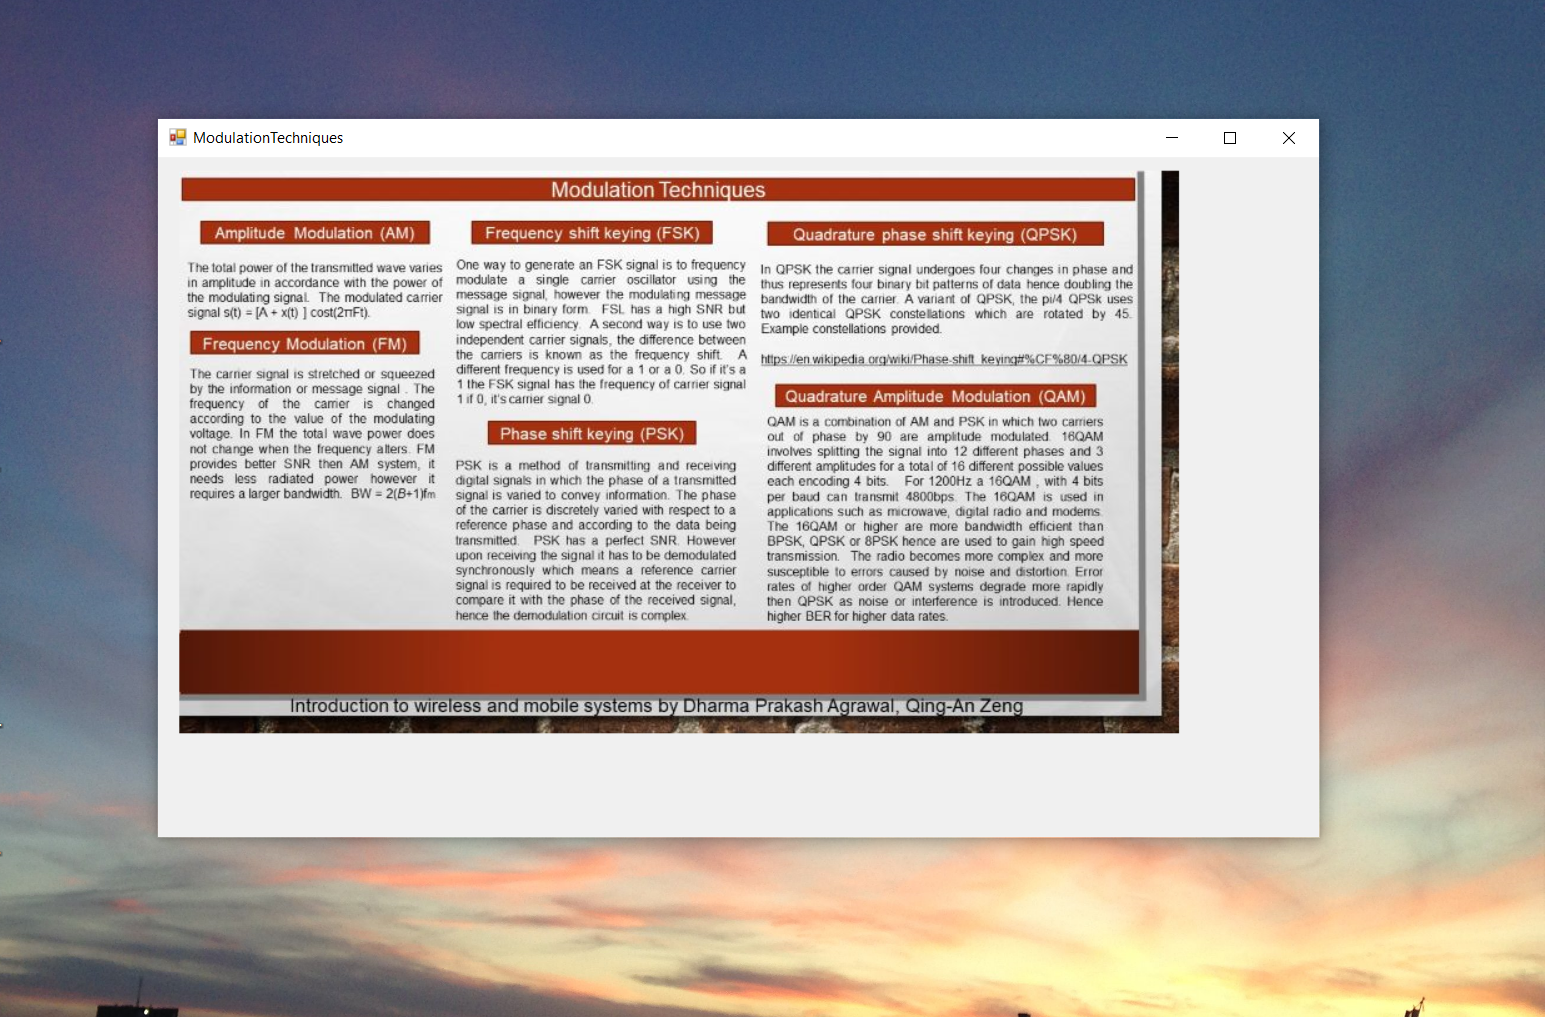 ModulationTechniques
Modulation Techniques
Amplitude Modulation (AM)
The total power of the transmitted wave varies
in amplitude in accordance with the power of
the modulating signal. The modulated carrier
signal s(t) = [A + x(t) ] cost(2πFt).
Frequency Modulation (FM)
The carrier signal is stretched or squeezed
by the information or message signal . The
frequency of the carrier is changed
according to the value of the modulating
voltage. In FM the total wave power does
not change when the frequency alters. FM
provides better SNR then AM system, it
needs less radiated power however it
requires a larger bandwidth. BW = 2(B+1)fm
Frequency shift keying (FSK)
One way to generate an FSK signal is to frequency
modulate a single carrier oscillator using the
message signal, however the modulating message
signal is in binary form. FSL has a high SNR but
low spectral efficiency. A second way is to use two
independent carrier signals, the difference between
the carriers is known as the frequency shift. A
different frequency is used for a 1 or a 0. So if it's a
1 the FSK signal has the frequency of carrier signal
1 if 0, it's carrier signal 0.
Phase shift keying (PSK)
PSK is a method of transmitting and receiving
digital signals in which the phase of a transmitted
signal is varied to convey information. The phase
of the carrier is discretely varied with respect to a
reference phase and according to the data being
transmitted. PSK has a perfect SNR. However
upon receiving the signal it has to be demodulated
synchronously which means a reference carrier
signal is required to be received at the receiver to
compare it with the phase of the received signal,
hence the demodulation circuit is complex.
Quadrature phase shift keying (QPSK)
In QPSK the carrier signal undergoes four changes in phase and
thus represents four binary bit patterns of data hence doubling the
bandwidth of the carrier. A variant of QPSK, the pi/4 QPSk uses
two identical QPSK constellations which are rotated by 45.
Example constellations provided.
https://en.wikipedia.org/wiki/Phase-shift_keying#%CF%80/4-QPSK
Quadrature Amplitude Modulation (QAM)
QAM is a combination of AM and PSK in which two carriers
out of phase by 90 are amplitude modulated. 16QAM
involves splitting the signal into 12 different phases and 3
different amplitudes for a total of 16 different possible values
each encoding 4 bits. For 1200Hz a 16QAM , with 4 bits
per baud can transmit 4800bps. The 16QAM is used in
applications such as microwave, digital radio and modems.
The 16QAM or higher are more bandwidth efficient than
BPSK, QPSK or 8PSK hence are used to gain high speed
transmission. The radio becomes more complex and more
susceptible to errors caused by noise and distortion. Error
rates of higher order QAM systems degrade more rapidly
then QPSK as noise or interference is introduced. Hence
higher BER for higher data rates.
Introduction to wireless and mobile systems by Dharma Prakash Agrawal, Qing-An Zeng